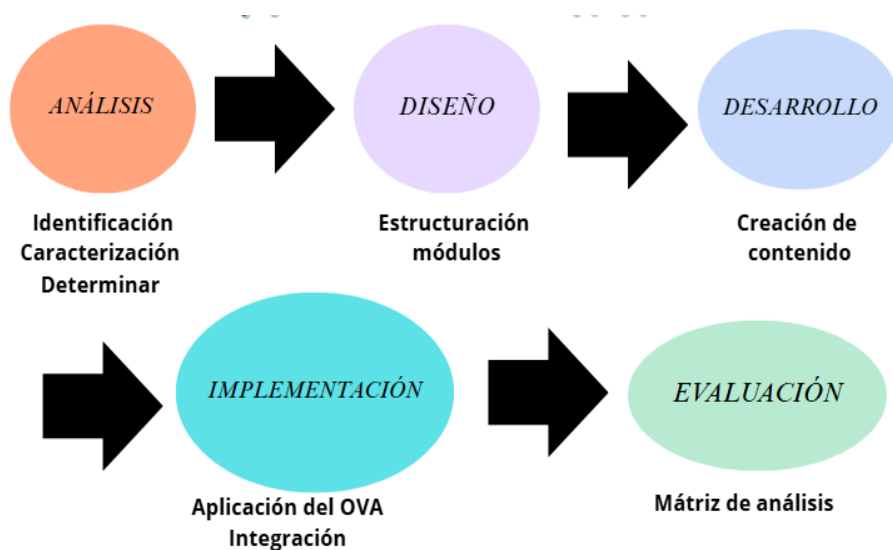 ANÁLISIS
DISEÑO
DESARROLLO
Identificación
Caracterización
Determinar
Estructuración
módulos
Creación de
contenido
IMPLEMENTACIÓN
EVALUACIÓN
Aplicación del OVA
Integración
Mátriz de análisis